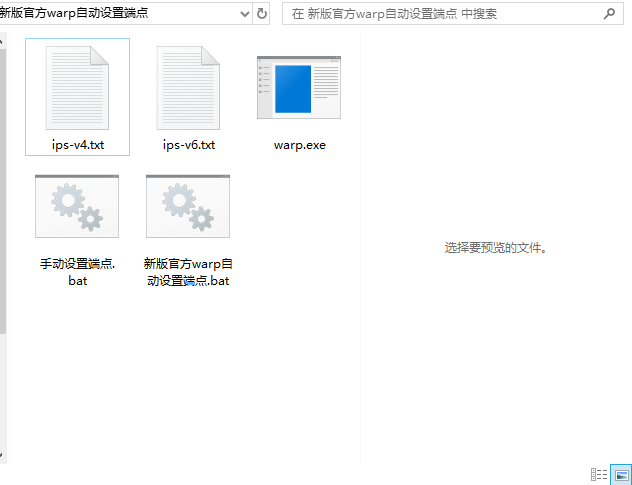 新版官方warp自动设置端点
在 新版官方warp自动设置端点 中搜索
ips-v4.txt
ips-v6.txt
warp.exe
手动设置端点.
bat
新版官方warp自
动设置端点.bat
选择要预览的文件。